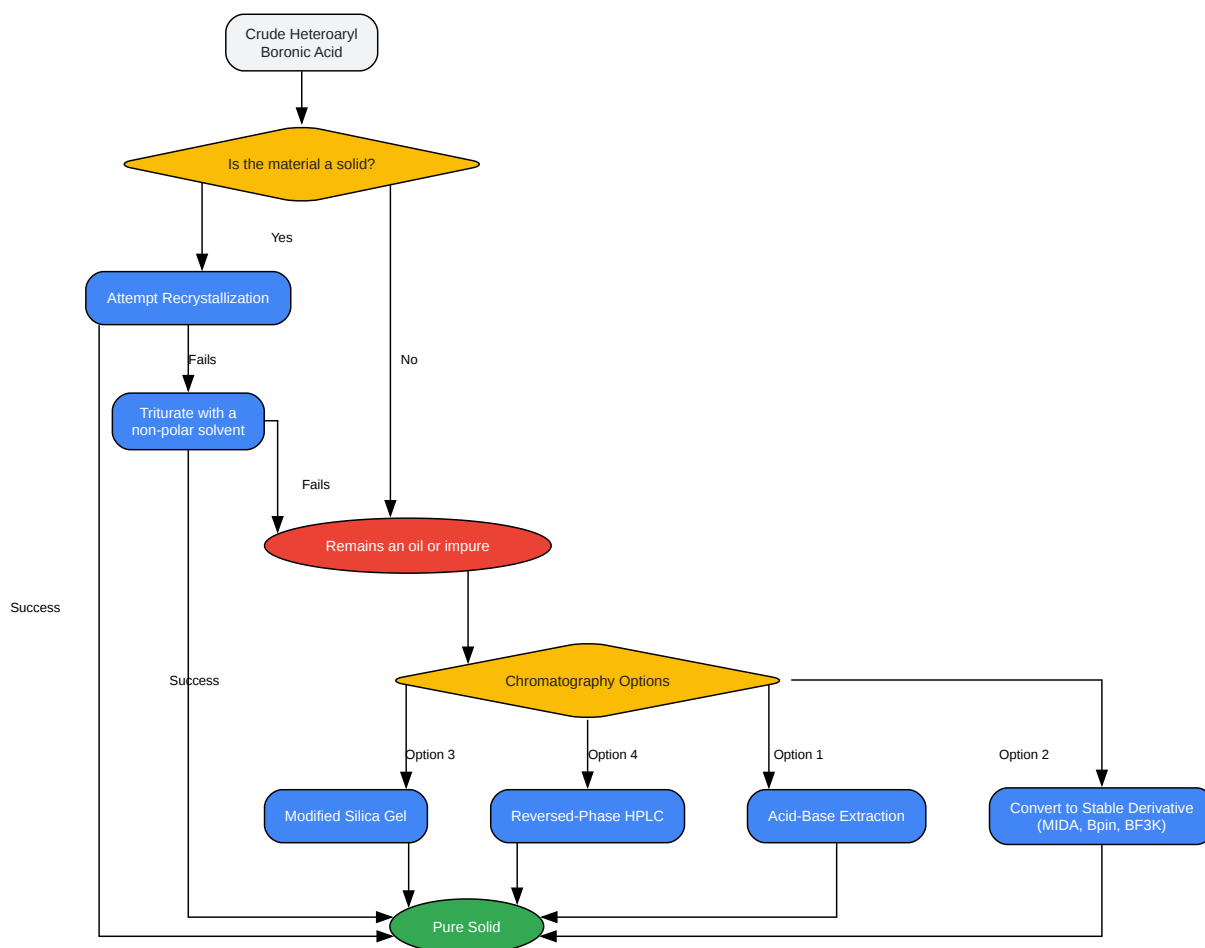 Crude Heteroaryl
Boronic Acid
Is the material a solid?
Yes
Attempt Recrystallization
Fails
No
Triturate with a
non-polar solvent
Fails
Remains an oil or impure
Success
Success
Chromatography Options
Option 3
Option 4
Option 1
Option 2
Modified Silica Gel
Reversed-Phase HPLC
Acid-Base Extraction
Convert to Stable Derivative
(MIDA, Bpin, BF3K)
Pure Solid